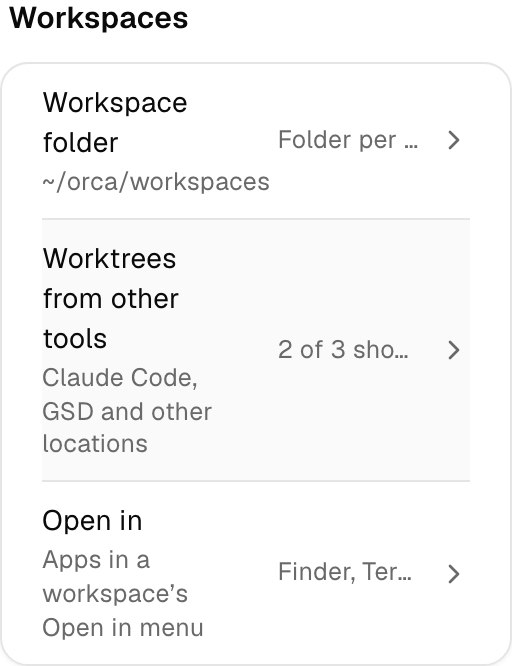 Workspaces
Workspace
folder
~/orca/workspaces
Folder per ...
Worktrees
from other
tools
Claude Code,
GSD and other
locations
2 of 3 sho...
Open in
Apps in a
workspace’s
Open in menu
Finder, Ter...